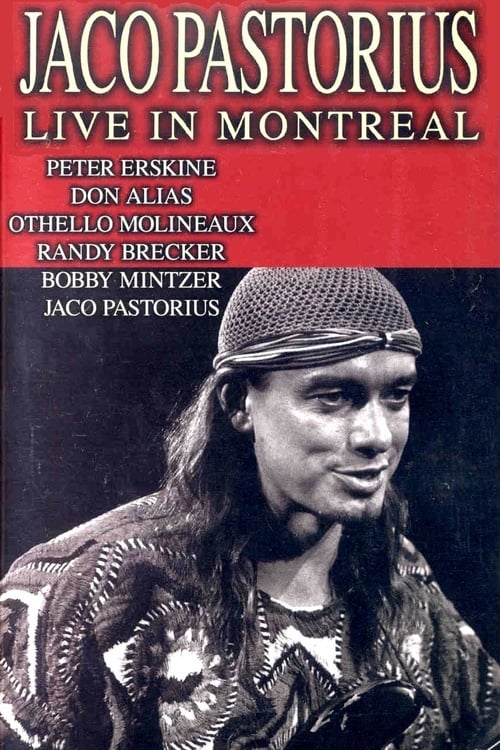 JACO PASTORIUS
LIVE IN MONTREAL
PETER ERSKINE
DON ALIAS
OTHELLO MOLINEAUX
RANDY BRECKER
BOBBY MINTZER
JACO PASTORIUS